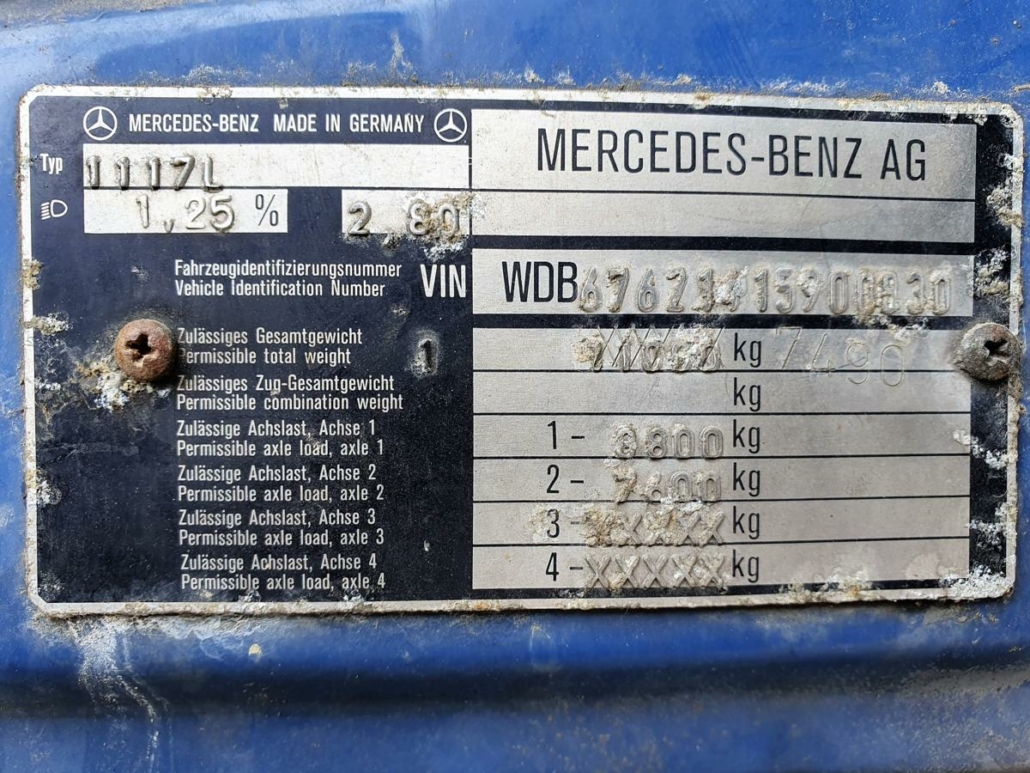 MERCEDES-BENZ MADE IN GERMANY
MERCEDES-BENZ AG
Typ 1117L
1,25 % 2,80
Fahrzeugidentifizierungsnummer
Vehicle Identification Number
VIN WDB67621415900830
Zulässiges Gesamtgewicht
Permissible total weight
1 kg 7490
Zulässiges Zug-Gesamtgewicht
Permissible combination weight
kg
Zulässige Achslast, Achse 1
Permissible axle load, axle 1
1- 3800 kg
Zulässige Achslast, Achse 2
Permissible axle load, axle 2
2- 7600 kg
Zulässige Achslast, Achse 3
Permissible axle load, axle 3
3- XXXXX kg
Zulässige Achslast, Achse 4
Permissible axle load, axle 4
4- XXXXX kg